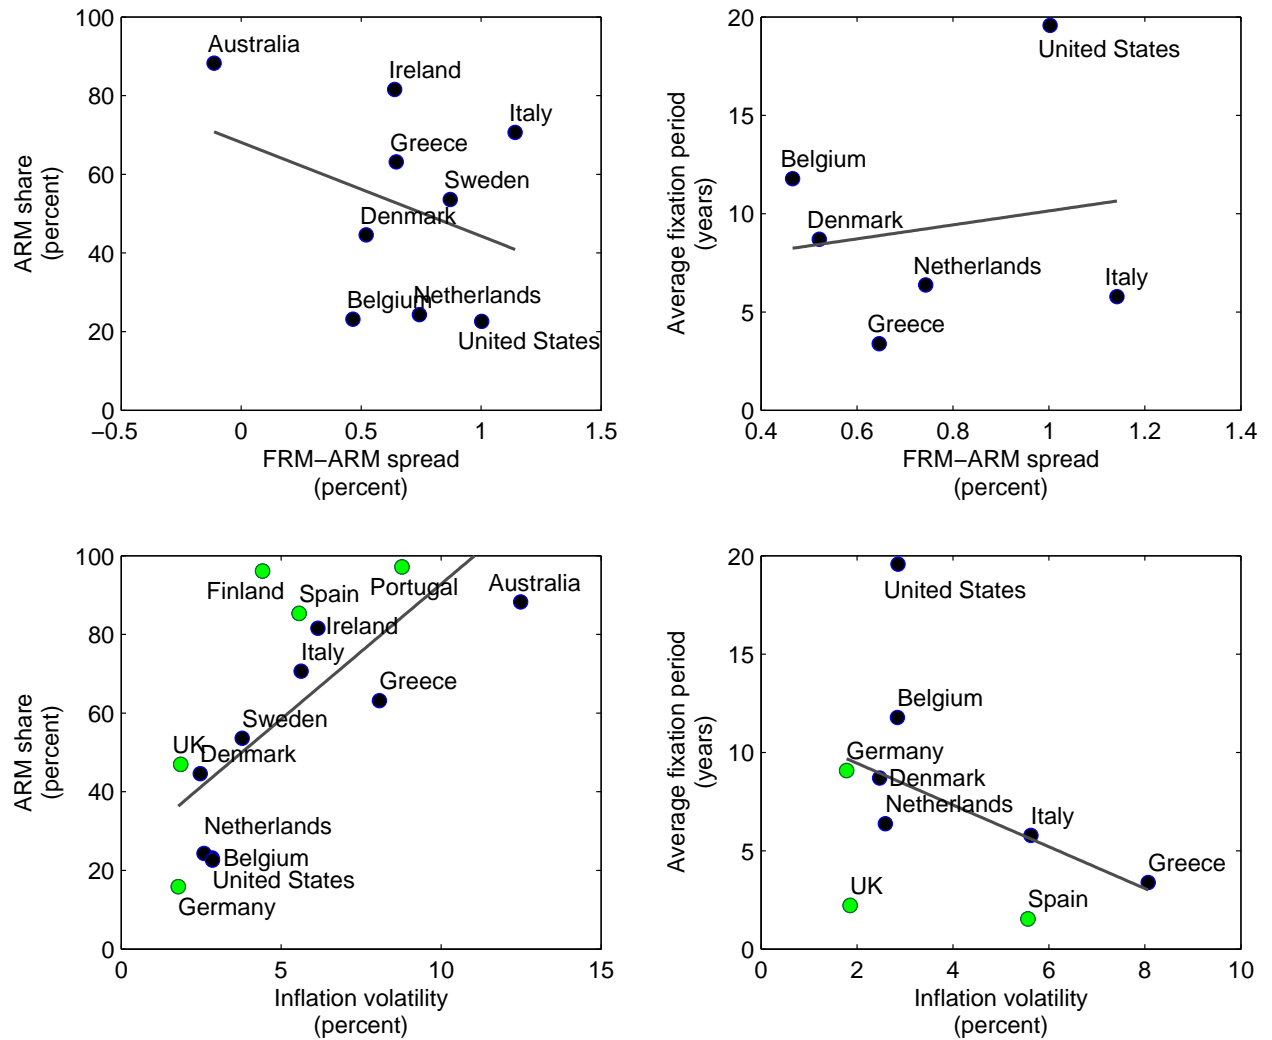 100
80
60
40
20
0
ARM share
(percent)
Australia
Ireland
Italy
Greece
Sweden
Denmark
Belgium
Netherlands
United States
−0.5
0
0.5
1
1.5
FRM−ARM spread
(percent)
20
15
10
5
0
Average fixation period
(years)
United States
Belgium
Denmark
Netherlands
Italy
Greece
0.4
0.6
0.8
1
1.2
1.4
FRM−ARM spread
(percent)
100
80
60
40
20
0
ARM share
(percent)
Finland
Portugal
Australia
Spain
Ireland
Italy
Greece
Sweden
UK
Denmark
Netherlands
Belgium
United States
Germany
0
5
10
15
Inflation volatility
(percent)
20
15
10
5
0
Average fixation period
(years)
United States
Belgium
Germany
Denmark
Netherlands
Italy
Greece
UK
Spain
0
2
4
6
8
10
Inflation volatility
(percent)